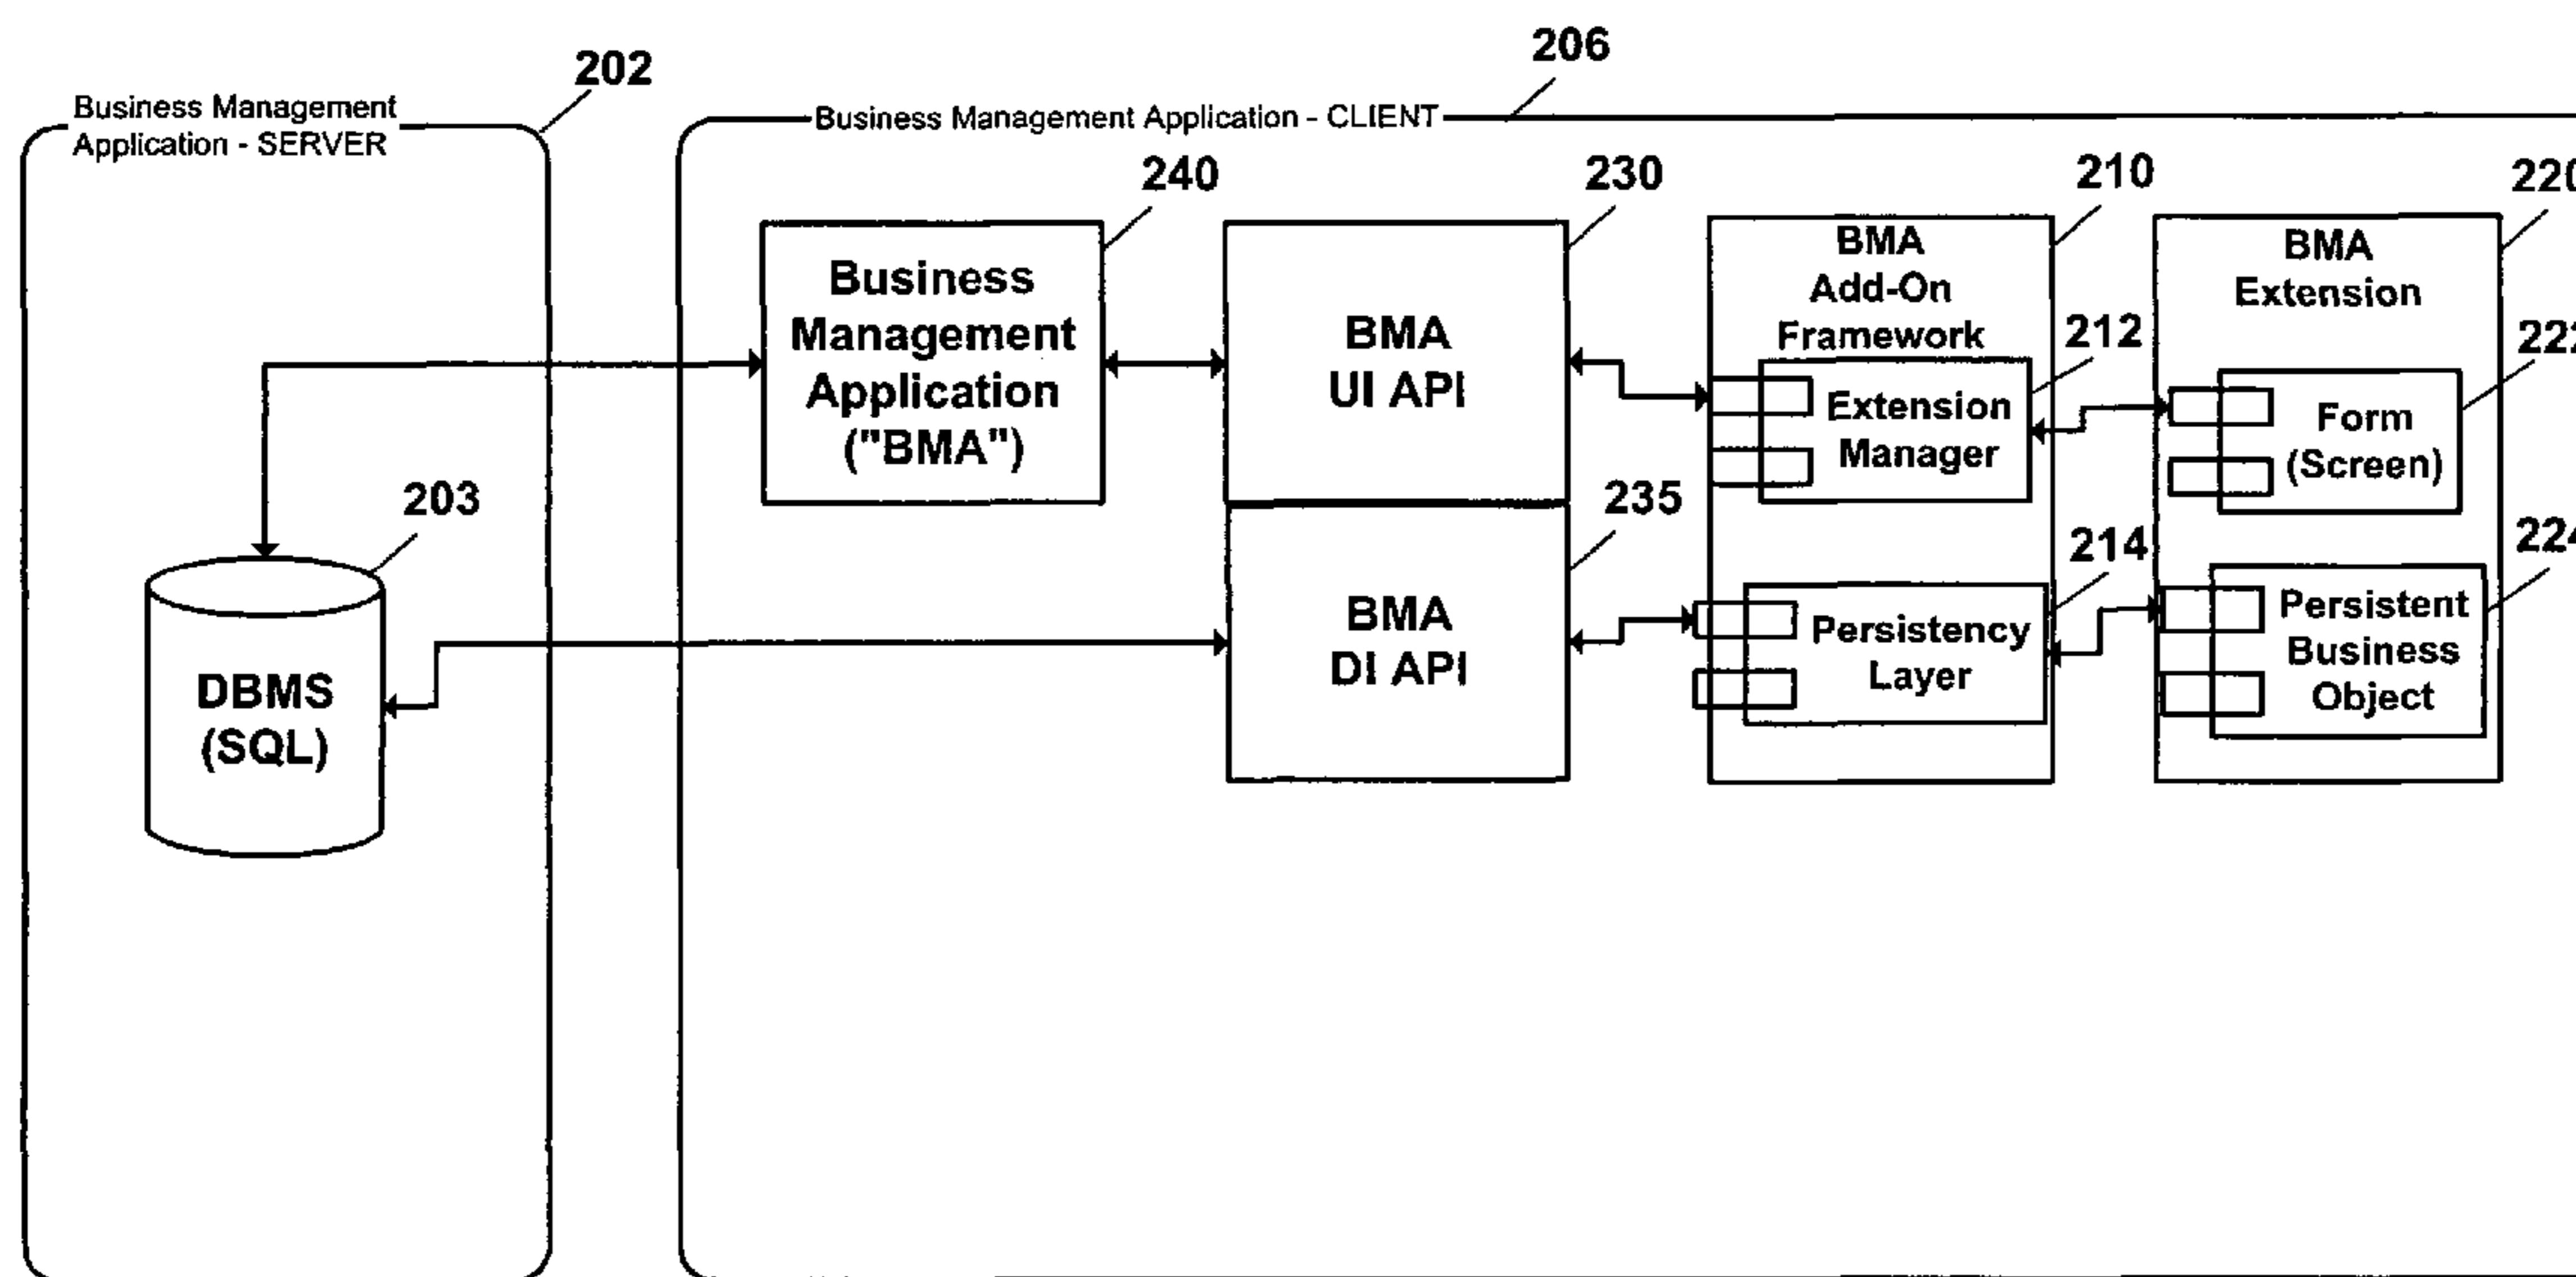 202
Business Management
Application - SERVER
206
Business Management Application - CLIENT
240
Business
Management
Application
("BMA")
230
BMA
UI API
210
BMA
Add-On
Framework
212
Extension
Manager
220
BMA
Extension
222
Form
(Screen)
203
DBMS
(SQL)
235
BMA
DI API
214
Persistency
Layer
224
Persistent
Business
Object